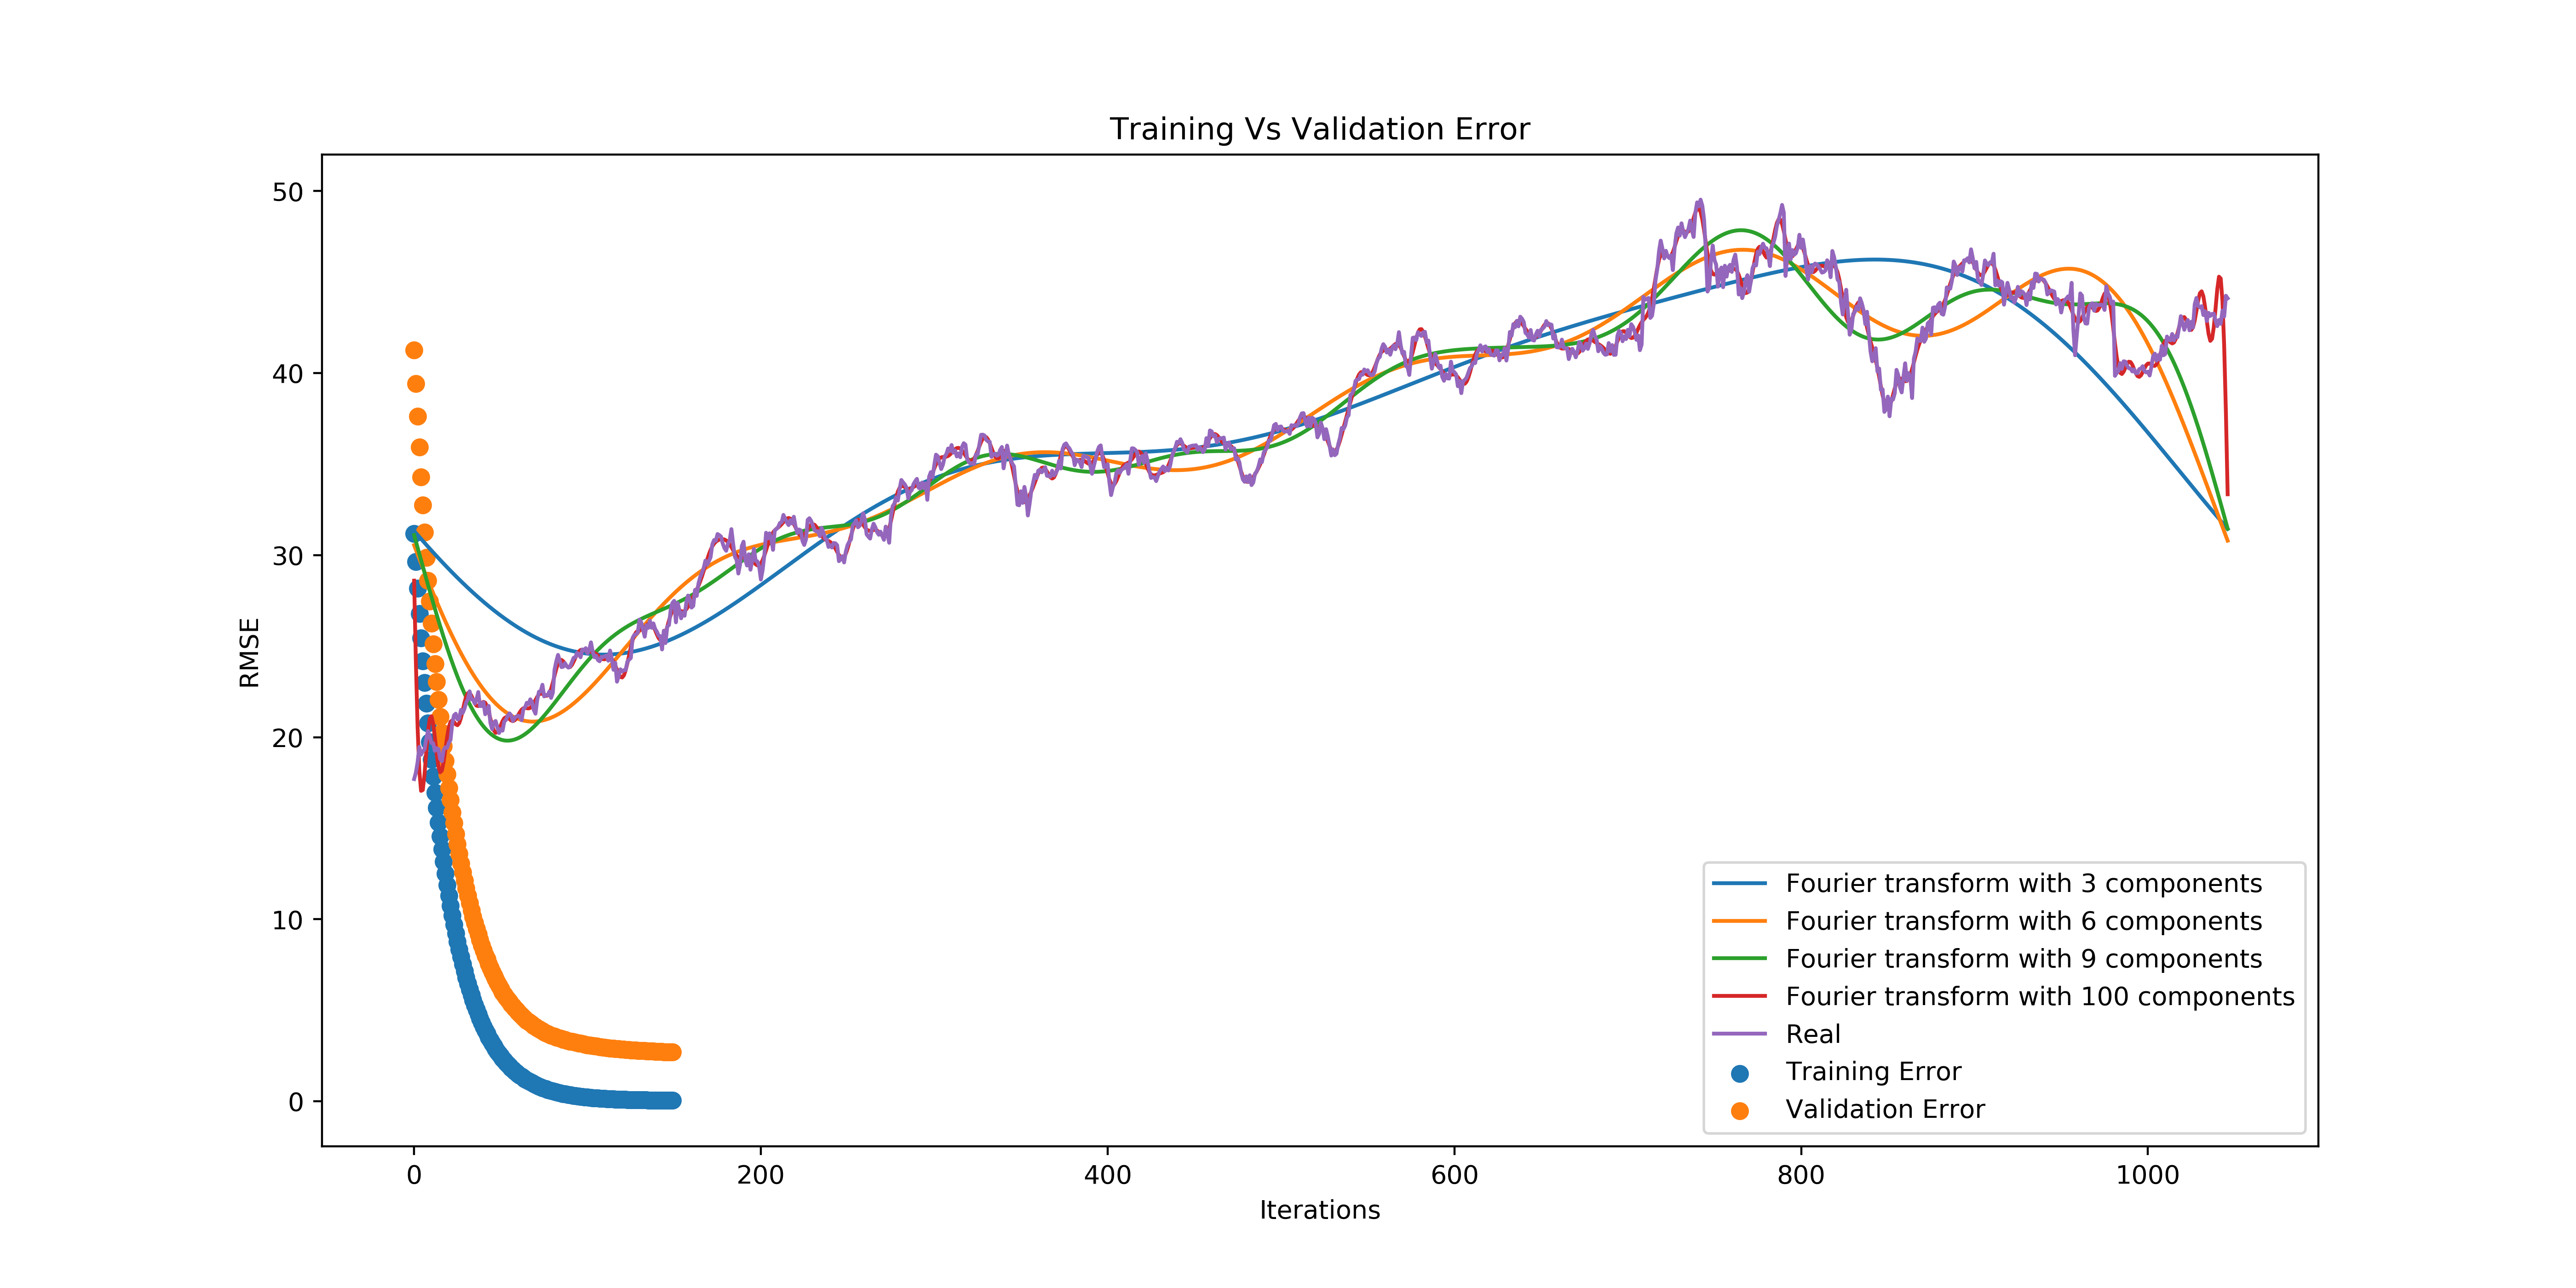 Training Vs Validation Error
50
40
30
20
10
0
RMSE
0 200 400 600 800 1000
Iterations
Fourier transform with 3 components
Fourier transform with 6 components
Fourier transform with 9 components
Fourier transform with 100 components
Real
Training Error
Validation Error